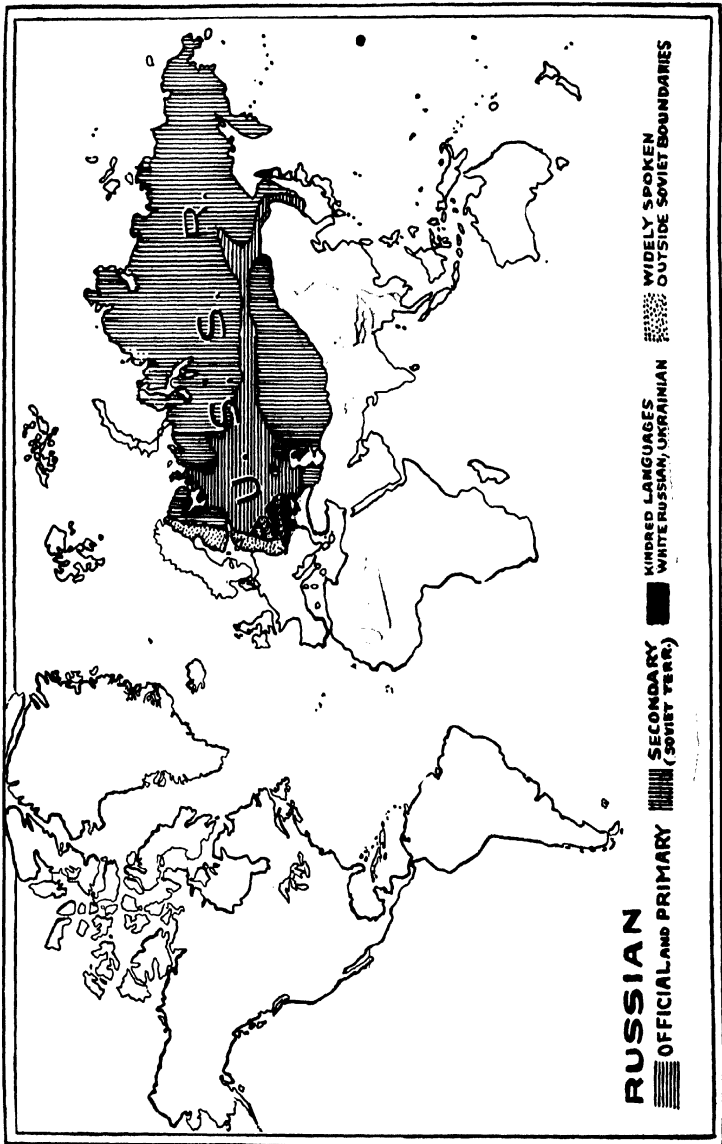 U. S. S. R.
RUSSIAN
OFFICIAL AND PRIMARY
SECONDARY
(SOVIET TERR.)
KINDRED LANGUAGES
WHITE RUSSIAN, UKRAINIAN
WIDELY SPOKEN
OUTSIDE SOVIET BOUNDARIES